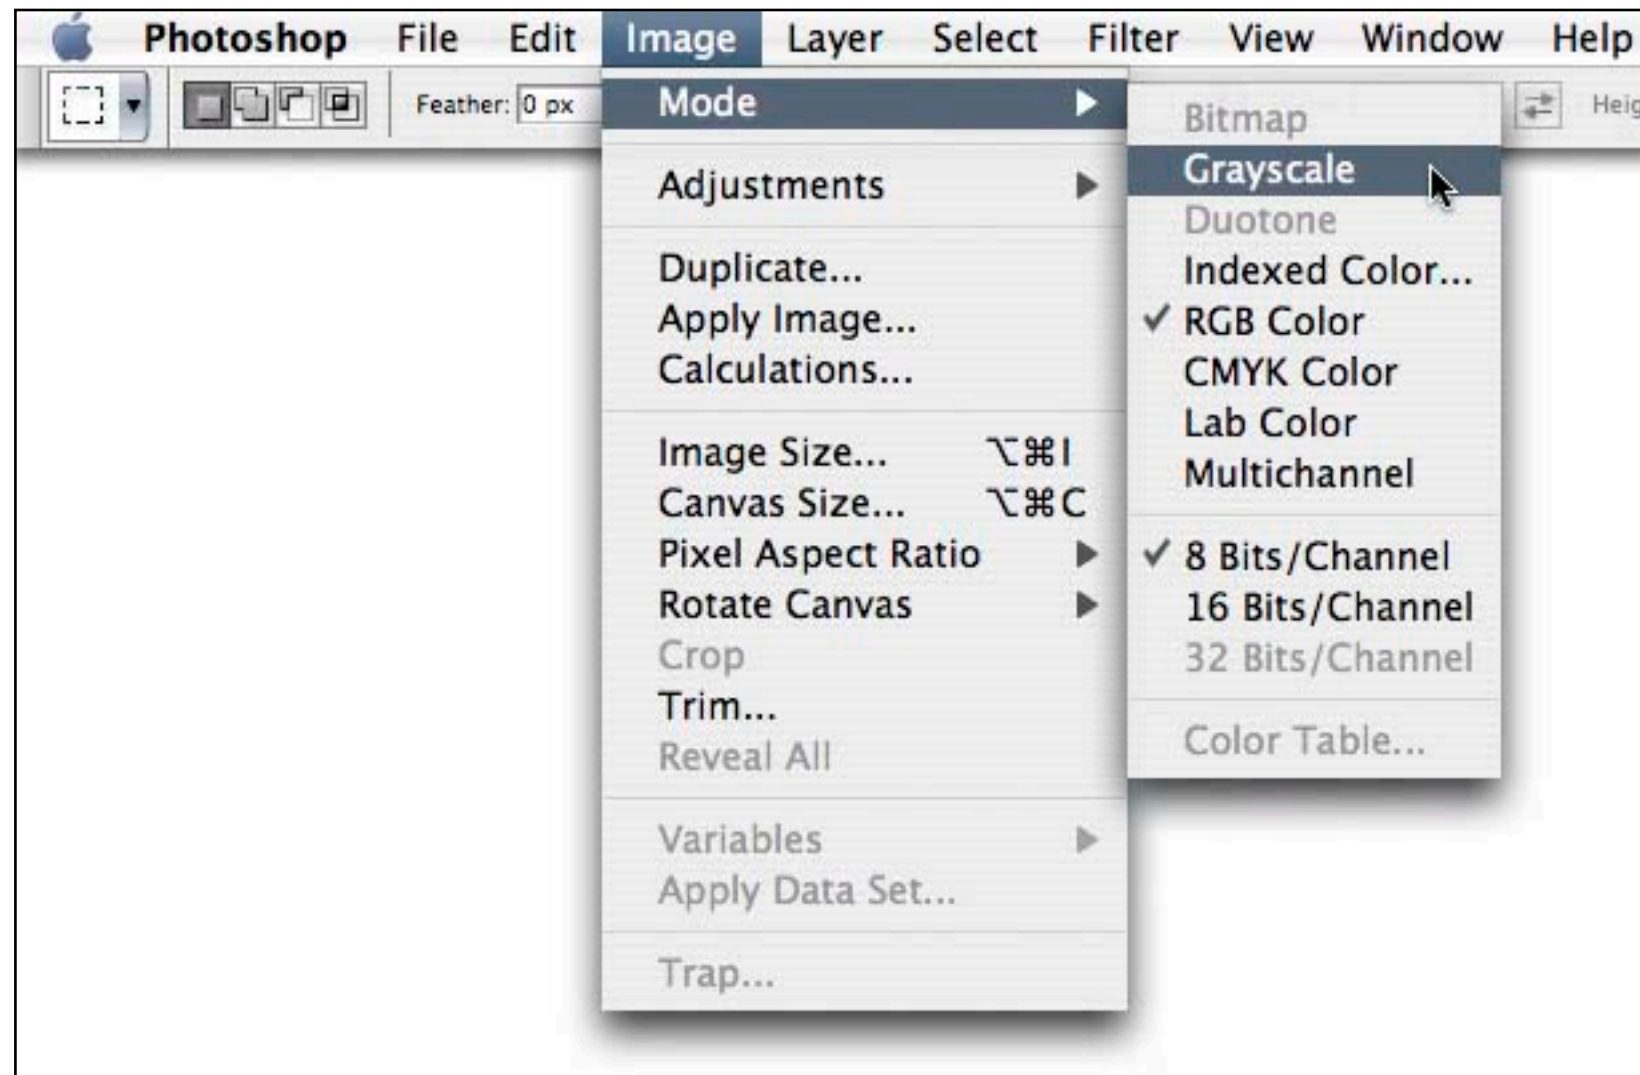 Photoshop File Edit Image Layer Select Filter View Window Help
Feather: 0 px
Mode
Adjustments
Duplicate...
Apply Image...
Calculations...
Image Size... ⌥⌘I
Canvas Size... ⌥⌘C
Pixel Aspect Ratio
Rotate Canvas
Crop
Trim...
Reveal All
Variables
Apply Data Set...
Trap...
Bitmap
Grayscale
Duotone
Indexed Color...
✓ RGB Color
CMYK Color
Lab Color
Multichannel
✓ 8 Bits/Channel
16 Bits/Channel
32 Bits/Channel
Color Table...
Heig